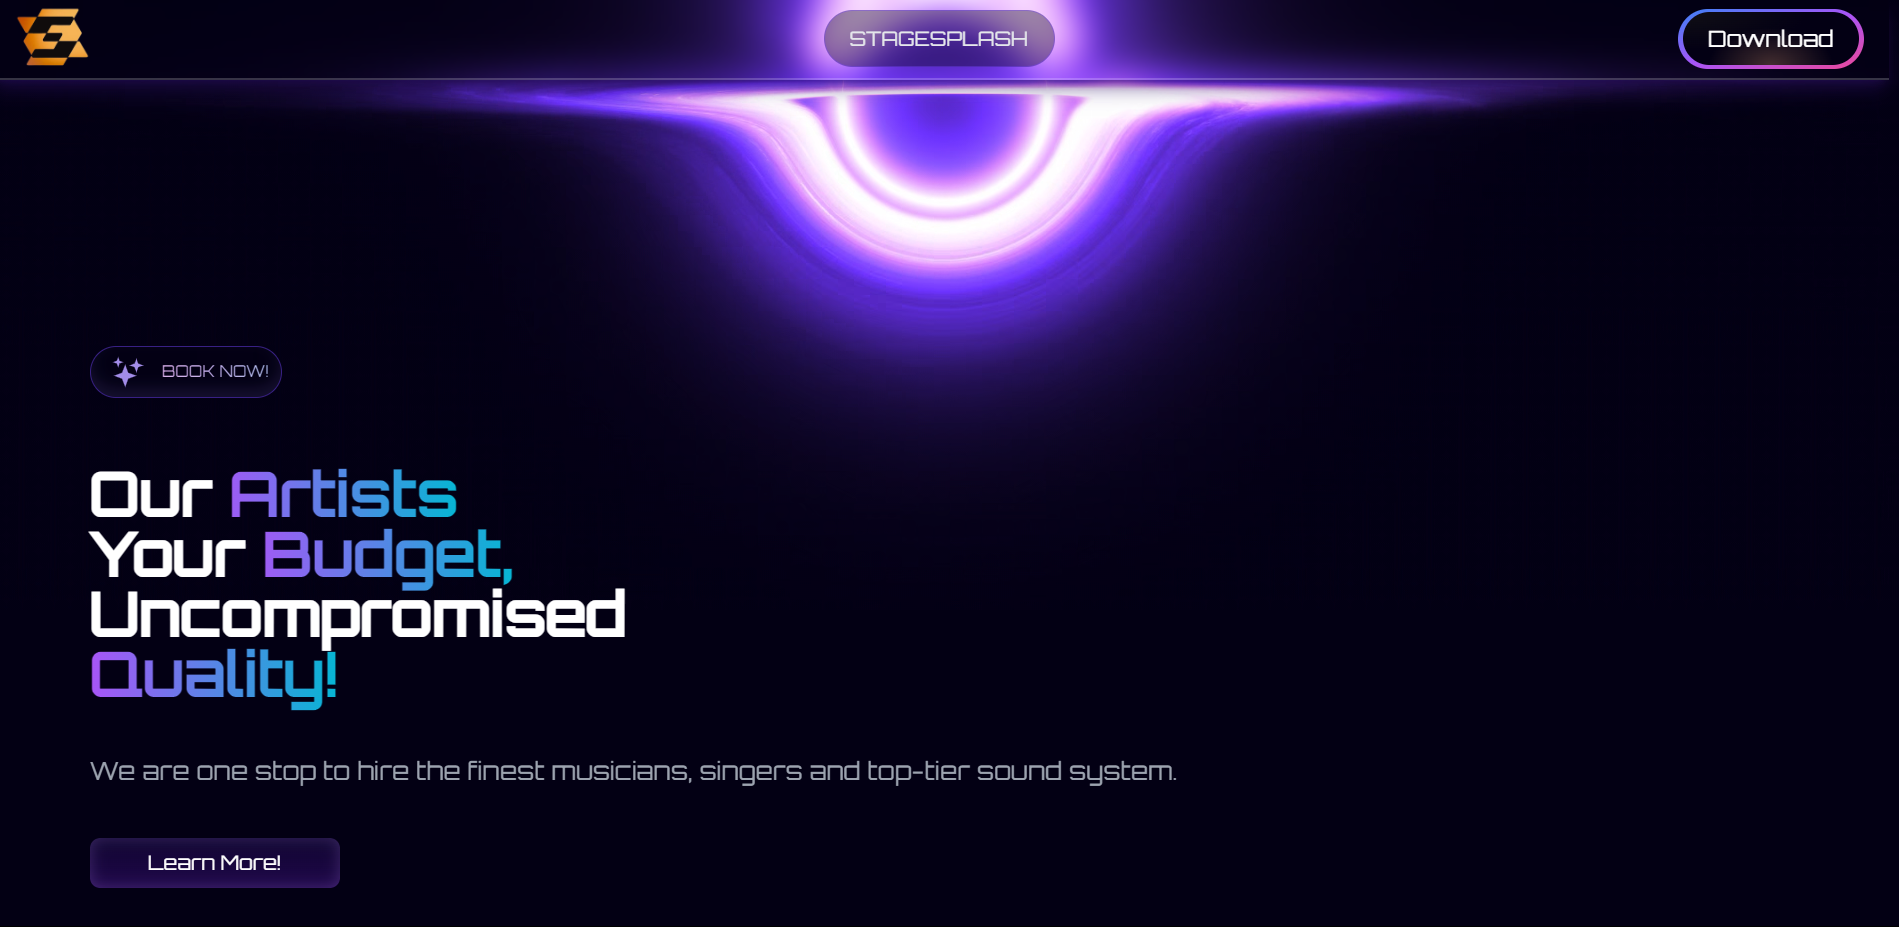 STAGESPLASH
Download
BOOK NOW!
Our Artists
Your Budget,
Uncompromised
Quality!
We are one stop to hire the finest musicians, singers and top-tier sound system.
Learn More!